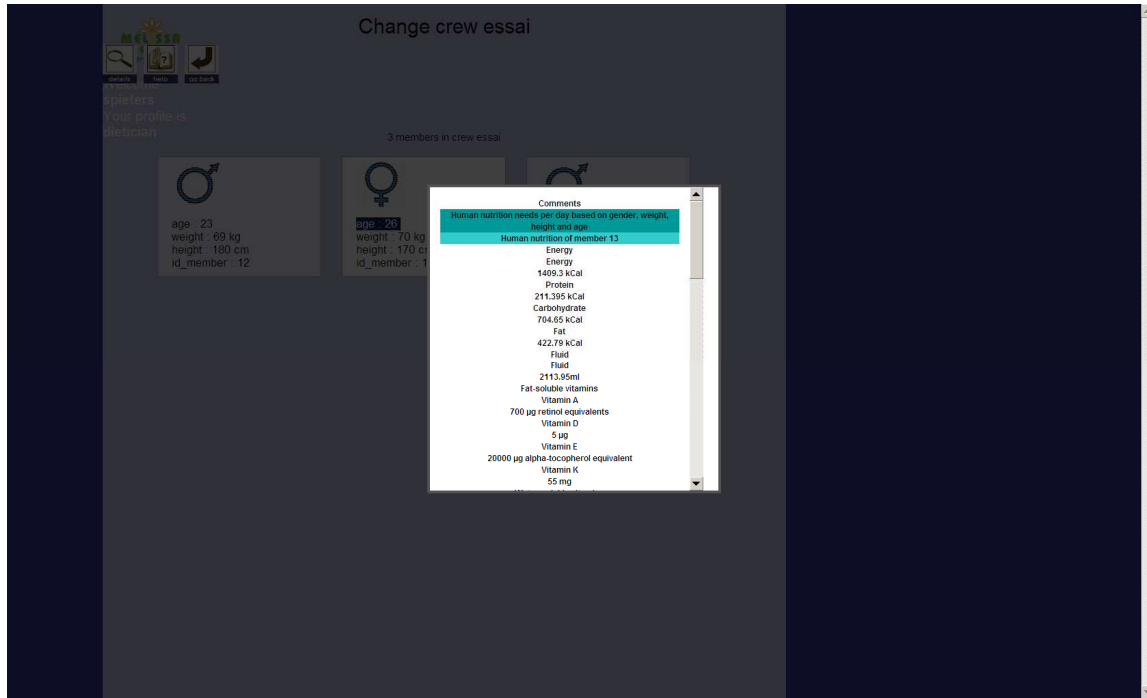 Change crew essai
MEL SSA
details
help
go back
Welcome
spieters
Your profile is
dietician
3 members in crew essai
age : 23
weight : 69 kg
height : 180 cm
id_member : 12
age : 26
weight : 70 kg
height : 170 c
id_member : 1
Comments
Human nutrition needs per day based on gender, weight,
height and age
Human nutrition of member 13
Energy
Energy
1409.3 kCal
Protein
211.395 kCal
Carbohydrate
704.65 kCal
Fat
422.79 kCal
Fluid
Fluid
2113.95ml
Fat-soluble vitamins
Vitamin A
700 µg retinol equivalents
Vitamin D
5 µg
Vitamin E
20000 µg alpha-tocopherol equivalent
Vitamin K
55 mg